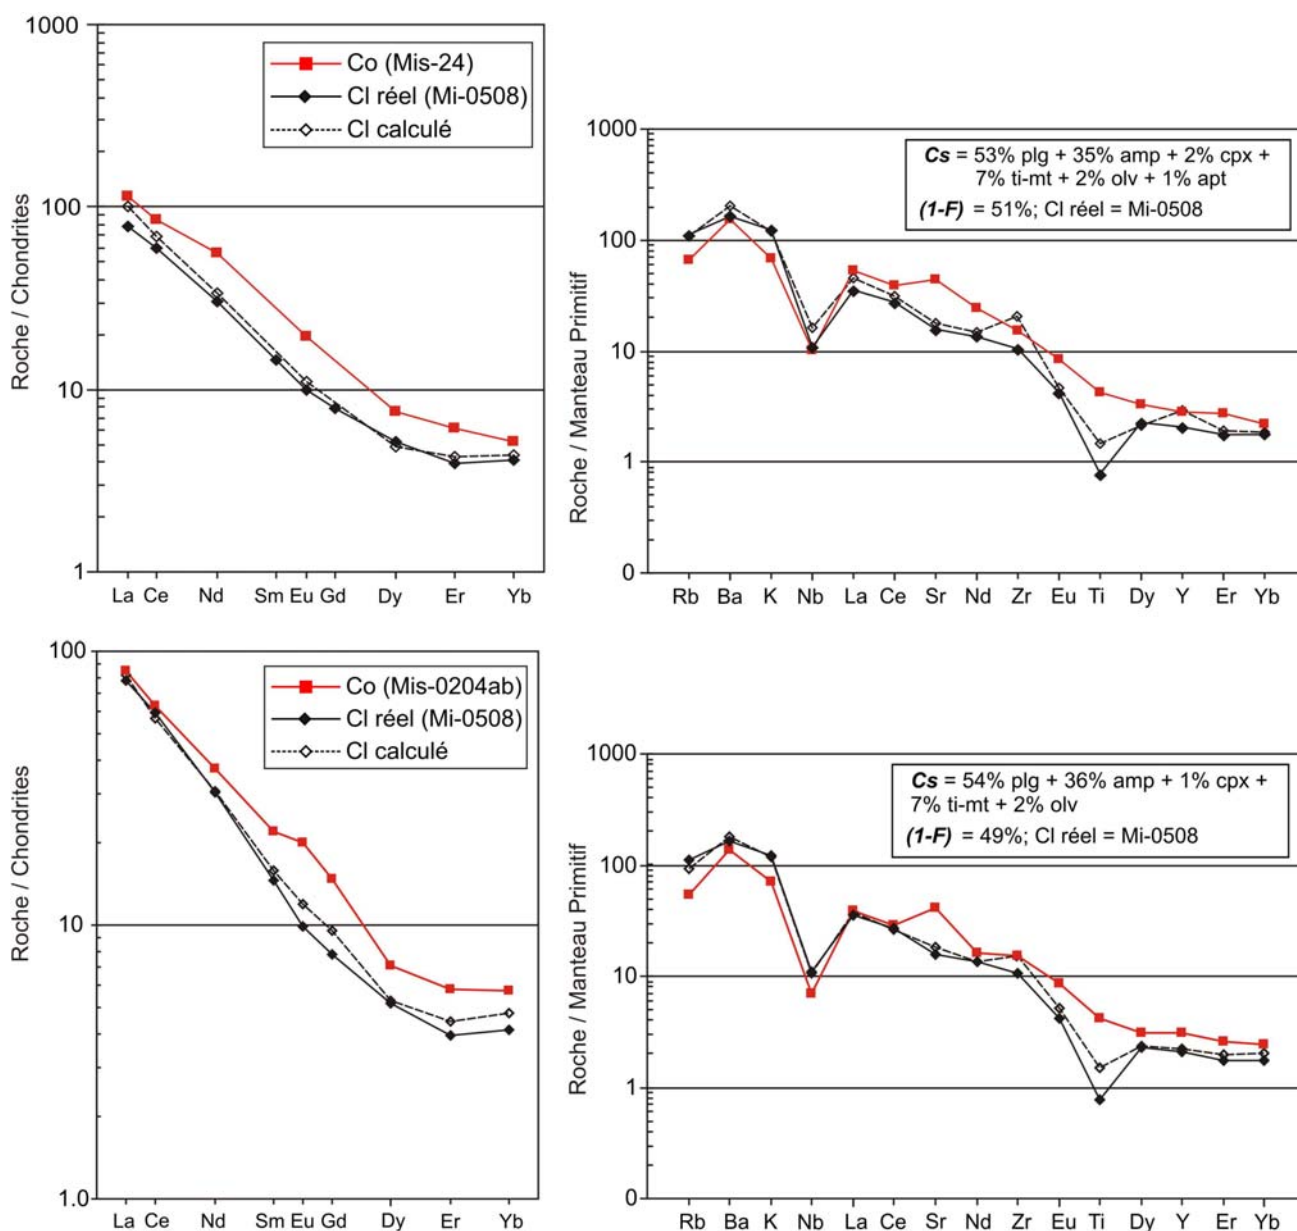 1000
100
10
1
Roche / Chondrites
Co (Mis-24)
Cl réel (Mi-0508)
Cl calculé
La Ce Nd Sm Eu Gd Dy Er Yb
1000
100
10
1
0
Roche / Manteau Primitif
Cs = 53% plg + 35% amp + 2% cpx +
7% ti-mt + 2% olv + 1% apt
(1-F) = 51%; Cl réel = Mi-0508
Rb Ba K Nb La Ce Sr Nd Zr Eu Ti Dy Y Er Yb
100
10
1.0
Roche / Chondrites
Co (Mis-0204ab)
Cl réel (Mi-0508)
Cl calculé
La Ce Nd Sm Eu Gd Dy Er Yb
1000
100
10
1
0
Roche / Manteau Primitif
Cs = 54% plg + 36% amp + 1% cpx +
7% ti-mt + 2% olv
(1-F) = 49%; Cl réel = Mi-0508
Rb Ba K Nb La Ce Sr Nd Zr Eu Ti Dy Y Er Yb